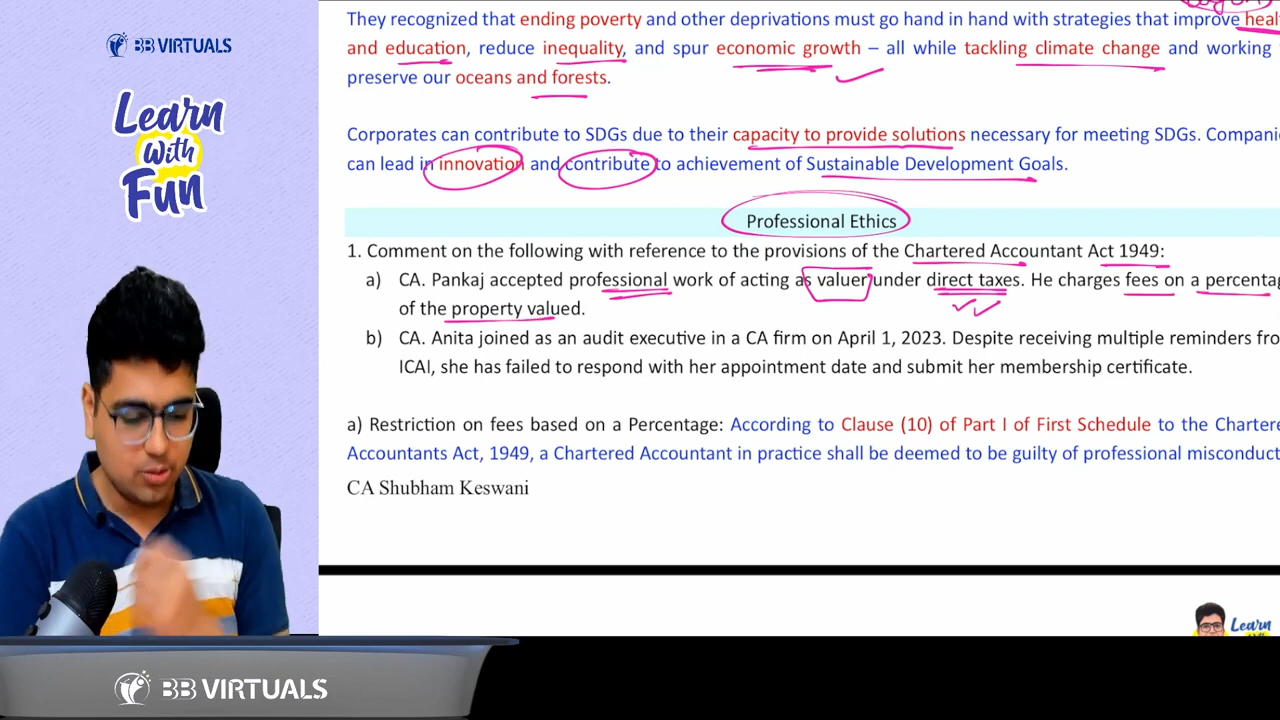 BB VIRTUALS
Learn
With
Fun
They recognized that ending poverty and other deprivations must go hand in hand with strategies that improve
and education, reduce inequality, and spur economic growth – all while tackling climate change and working
preserve our oceans and forests.
Corporates can contribute to SDGs due to their capacity to provide solutions necessary for meeting SDGs.
can lead in innovation and contribute to achievement of Sustainable Development Goals.
Professional Ethics
1. Comment on the following with reference to the provisions of the Chartered Accountant Act 1949:
a) CA. Pankaj accepted professional work of acting as valuer under direct taxes. He charges fees on a
of the property valued.
b) CA. Anita joined as an audit executive in a CA firm on April 1, 2023. Despite receiving multiple reminders
ICAI, she has failed to respond with her appointment date and submit her membership certificate.
a) Restriction on fees based on a Percentage: According to Clause (10) of Part I of First Schedule to the
Accountants Act, 1949, a Chartered Accountant in practice shall be deemed to be guilty of professional misconduct
CA Shubham Keswani
Learn
BB VIRTUALS